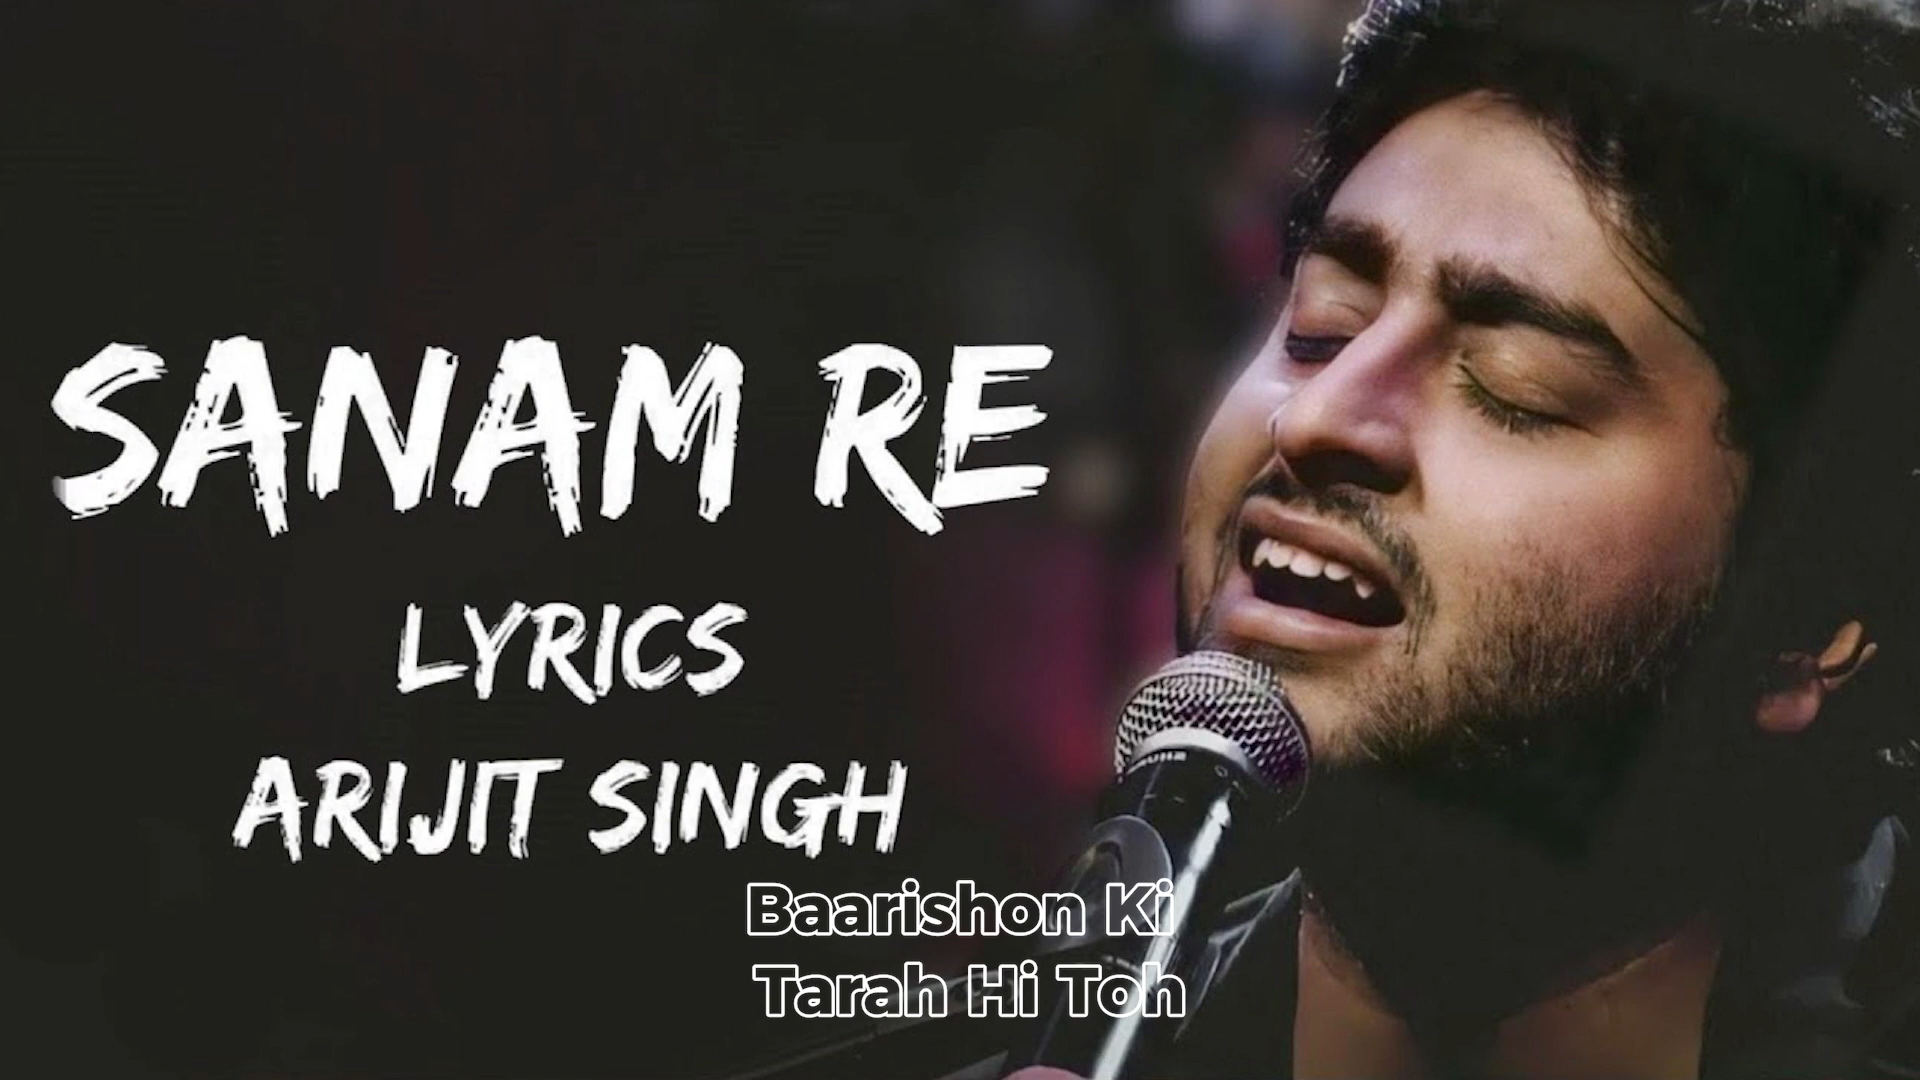 SANAM RE
LYRICS
ARIJIT SINGH
Baarishon Ki
Tarah Hi Toh